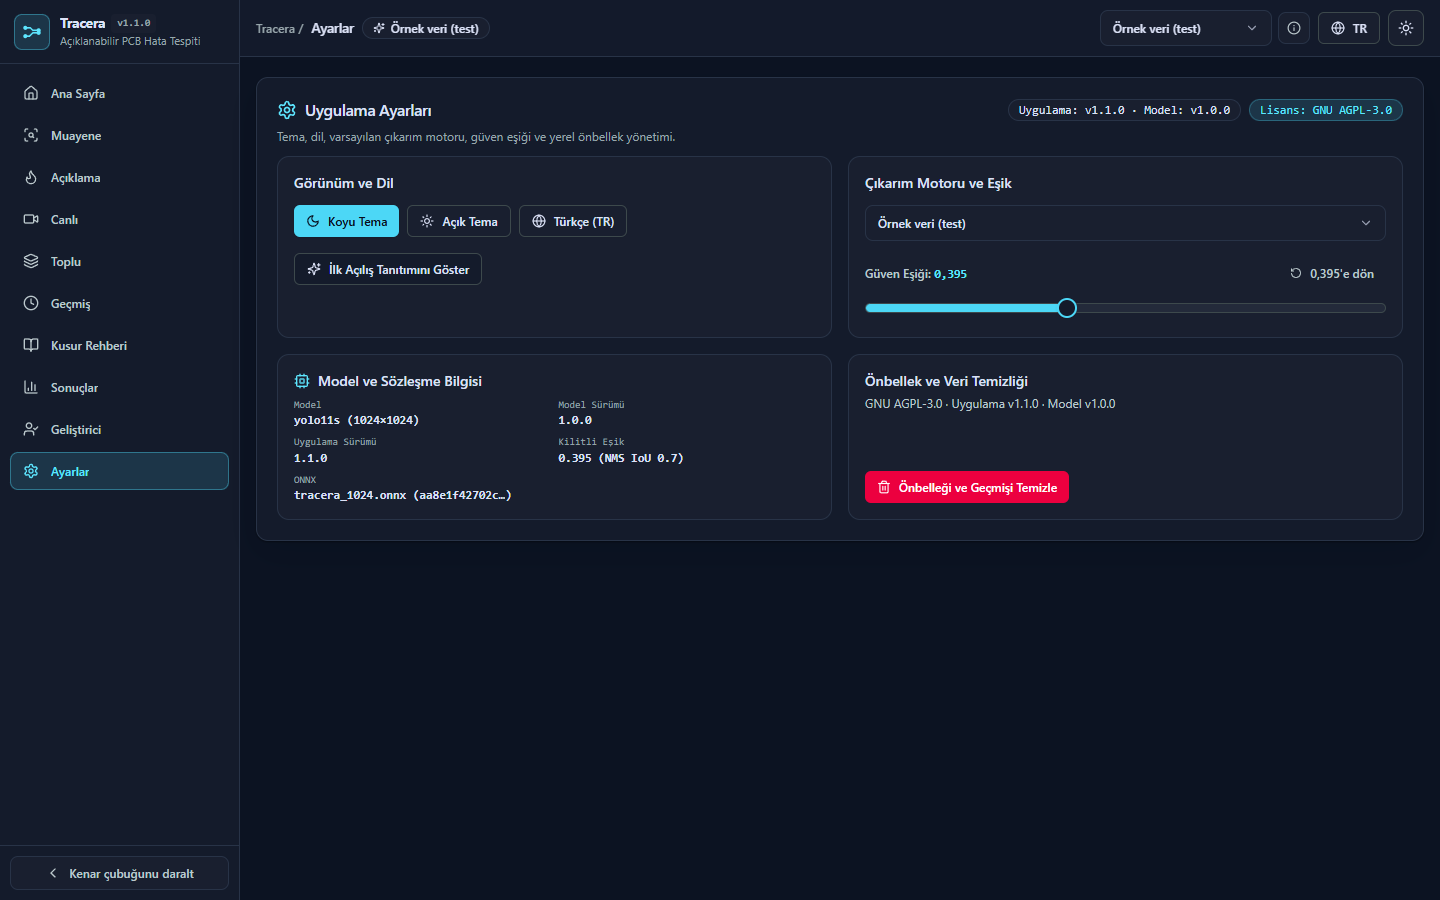 Tracera v1.1.0
Açıklanabilir PCB Hata Tespiti
Ana Sayfa
Muayene
Açıklama
Canlı
Toplu
Geçmiş
Kusur Rehberi
Sonuçlar
Geliştirici
Ayarlar
Kenar çubuğunu daralt
Tracera / Ayarlar Örnek veri (test)
Örnek veri (test) TR
Uygulama Ayarları
Uygulama: v1.1.0 · Model: v1.0.0 Lisans: GNU AGPL-3.0
Tema, dil, varsayılan çıkarım motoru, güven eşiği ve yerel önbellek yönetimi.
Görünüm ve Dil
Koyu Tema Açık Tema Türkçe (TR)
İlk Açılış Tanıtımını Göster
Çıkarım Motoru ve Eşik
Örnek veri (test)
Güven Eşiği: 0,395 0,395'e dön
Model ve Sözleşme Bilgisi
Model
yolo11s (1024×1024)
Model Sürümü
1.0.0
Uygulama Sürümü
1.1.0
Kilitli Eşik
0.395 (NMS IoU 0.7)
ONNX
tracera_1024.onnx (aa8e1f42702c…)
Önbellek ve Veri Temizliği
GNU AGPL-3.0 · Uygulama v1.1.0 · Model v1.0.0
Önbelleği ve Geçmişi Temizle